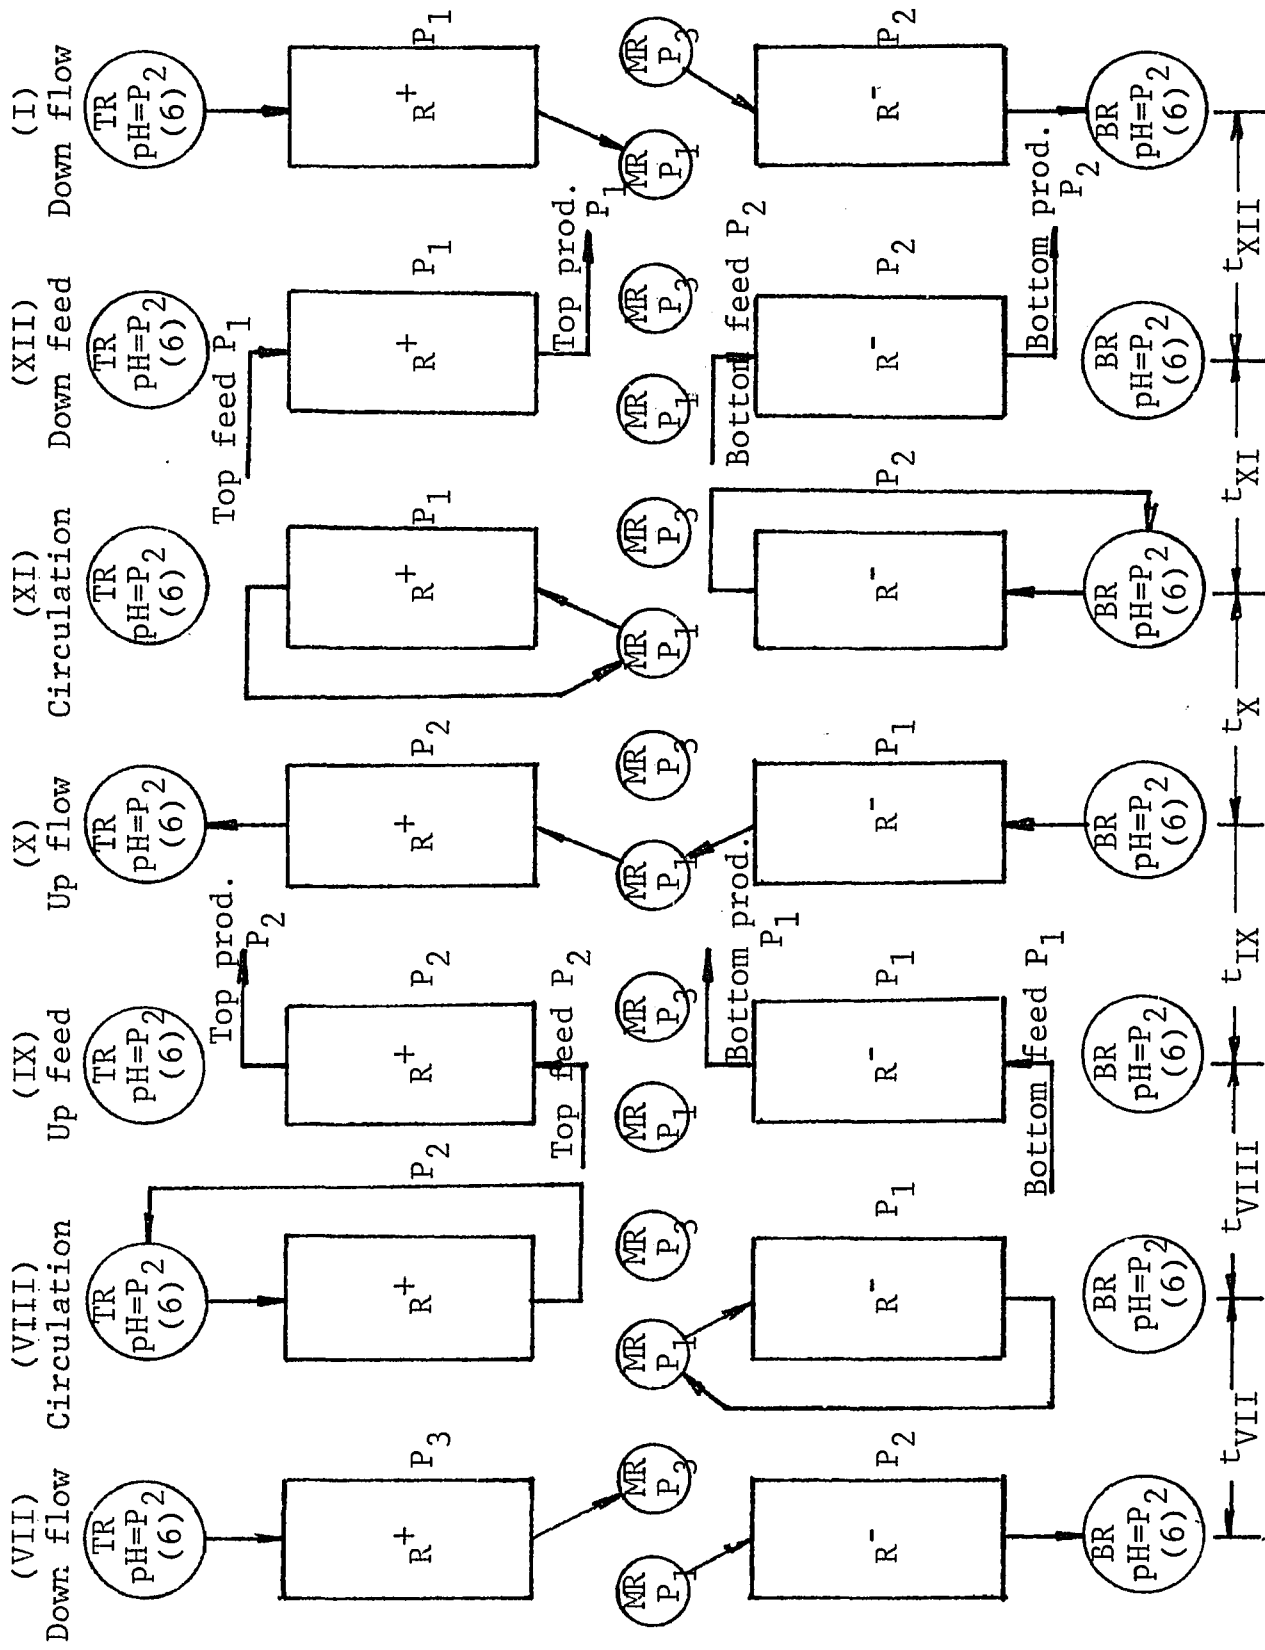 (VII)
Down flow
TR
pH=P₂
(6)
R⁺
P₃
MR
P₁
MR
P₃
R⁻
P₂
BR
pH=P₂
(6)
t_VII
(VIII)
Circulation
TR
pH=P₂
(6)
R⁺
P₂
MR
P₁
MR
P₃
R⁻
P₁
BR
pH=P₂
(6)
t_VIII
(IX)
Up feed
TR
pH=P₂
(6)
Top prod.
P₂
R⁺
P₂
Top feed P₂
MR
P₁
MR
P₃
Bottom prod.
P₁
R⁻
P₁
Bottom feed P₁
BR
pH=P₂
(6)
t_IX
(X)
Up flow
TR
pH=P₂
(6)
R⁺
P₂
MR
P₁
MR
P₃
R⁻
P₁
BR
pH=P₂
(6)
t_X
(XI)
Circulation
TR
pH=P₂
(6)
R⁺
P₁
MR
P₁
MR
P₃
R⁻
P₂
BR
pH=P₂
(6)
t_XI
(XII)
Down feed
TR
pH=P₂
(6)
Top feed P₁
R⁺
P₁
Top prod.
P₁
MR
P₁
MR
P₃
Bottom feed P₂
R⁻
P₂
Bottom prod.
P₂
BR
pH=P₂
(6)
t_XII
(I)
Down flow
TR
pH=P₂
(6)
R⁺
P₁
MR
P₁
MR
P₃
R⁻
P₂
BR
pH=P₂
(6)